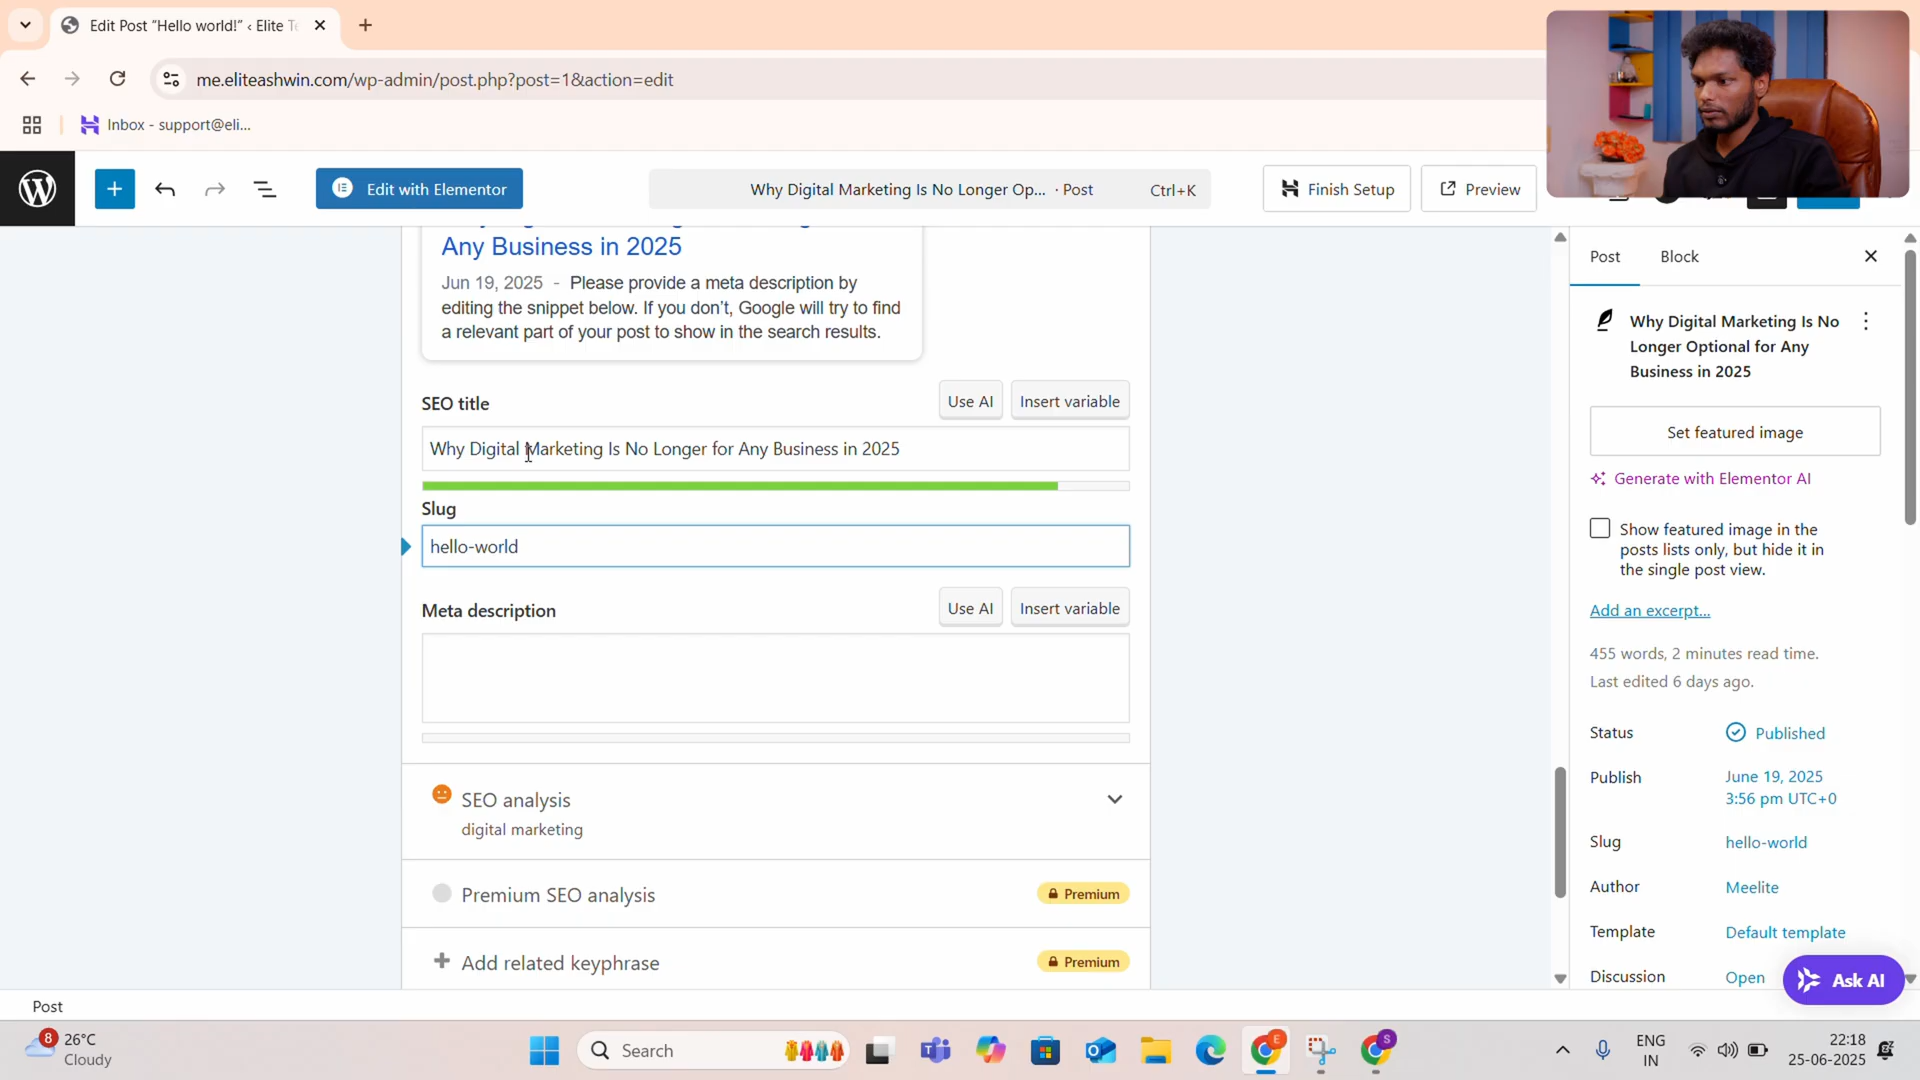 Edit Post “Hello world!” ‹ Elite Te
me.eliteashwin.com/wp-admin/post.php?post=1&action=edit
Inbox - support@eli...
Edit with Elementor
Why Digital Marketing Is No Longer Op... · Post
Ctrl+K
Finish Setup
Preview
Any Business in 2025
Jun 19, 2025 - Please provide a meta description by
editing the snippet below. If you don’t, Google will try to find
a relevant part of your post to show in the search results.
SEO title
Use AI
Insert variable
Why Digital Marketing Is No Longer for Any Business in 2025
Slug
hello-world
Meta description
Use AI
Insert variable
SEO analysis
digital marketing
Premium SEO analysis
Premium
Add related keyphrase
Premium
Post
Block
Why Digital Marketing Is No
Longer Optional for Any
Business in 2025
Set featured image
Generate with Elementor AI
Show featured image in the
posts lists only, but hide it in
the single post view.
Add an excerpt...
455 words, 2 minutes read time.
Last edited 6 days ago.
Status
Published
Publish
June 19, 2025
3:56 pm UTC+0
Slug
hello-world
Author
Meelite
Template
Default template
Discussion
Open
Ask AI
Post
8
26°C
Cloudy
Search
E
S
ENG
IN
22:18
25-06-2025